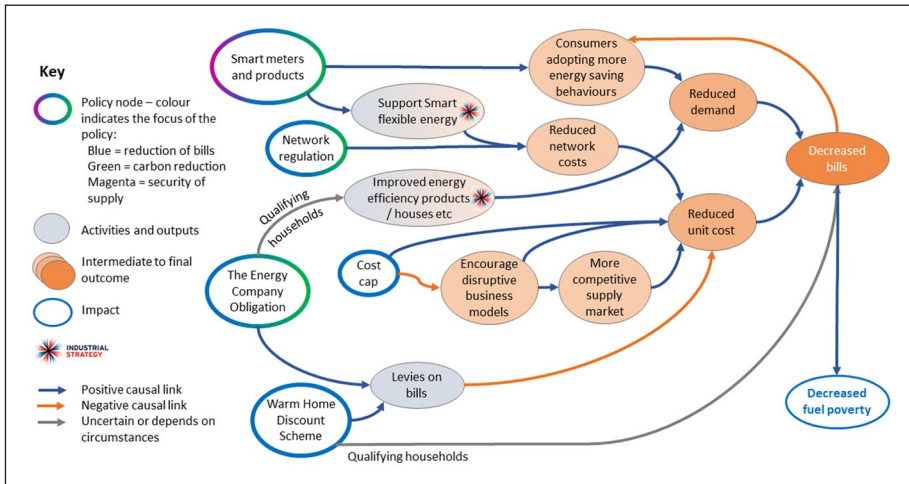 Key
Policy node – colour
indicates the focus of the
policy:
Blue = reduction of bills
Green = carbon reduction
Magenta = security of
supply
Activities and outputs
Intermediate to final
outcome
Impact
INDUSTRIAL
STRATEGY
Positive causal link
Negative causal link
Uncertain or depends on
circumstances
Smart meters
and products
Consumers
adopting more
energy saving
behaviours
Support Smart
flexible energy
Reduced
demand
Network
regulation
Reduced
network
costs
Decreased
bills
Qualifying
households
Improved energy
efficiency products
/ houses etc
Reduced
unit cost
The Energy
Company
Obligation
Cost
cap
Encourage
disruptive
business
models
More
competitive
supply
market
Levies on
bills
Warm Home
Discount
Scheme
Decreased
fuel poverty
Qualifying households